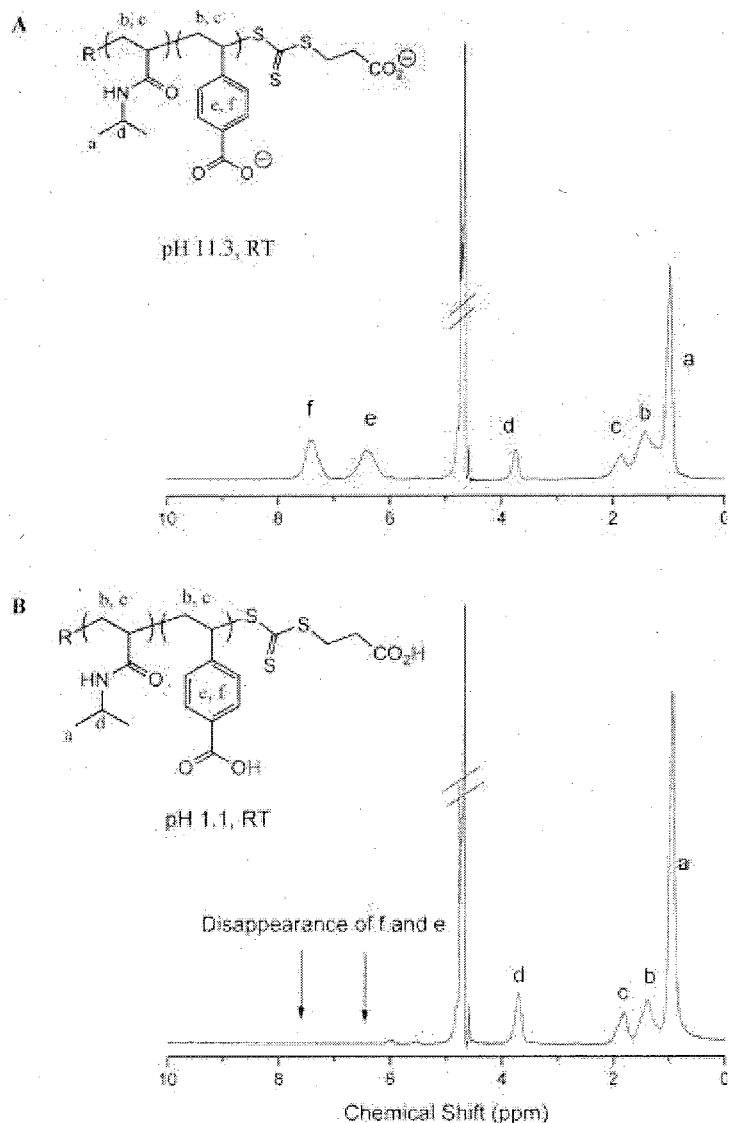 A
b, c b, c
R S S
S CO2⊖
HN O
a d
e, f
O O⊖
pH 11.3, RT
f e d c b a
10 8 6 4 2 0
B
b, c b, c
R S S
S CO2H
HN O
a d
e, f
O OH
pH 1.1, RT
Disappearance of f and e
d c b a
10 8 6 4 2 0
Chemical Shift (ppm)